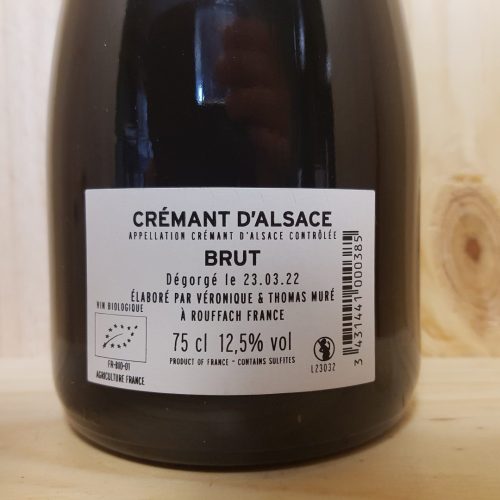 CRÉMANT D'ALSACE
APPELLATION CRÉMANT D'ALSACE CONTRÔLÉE
BRUT
Dégorgé le 23.03.22
ÉLABORÉ PAR VÉRONIQUE & THOMAS MURÉ
À ROUFFACH FRANCE
VIN BIOLOGIQUE
75 cl 12,5% vol
PRODUCT OF FRANCE - CONTAINS SULFITES
FR-BIO-01
AGRICULTURE FRANCE
L23032
3 431441 000385